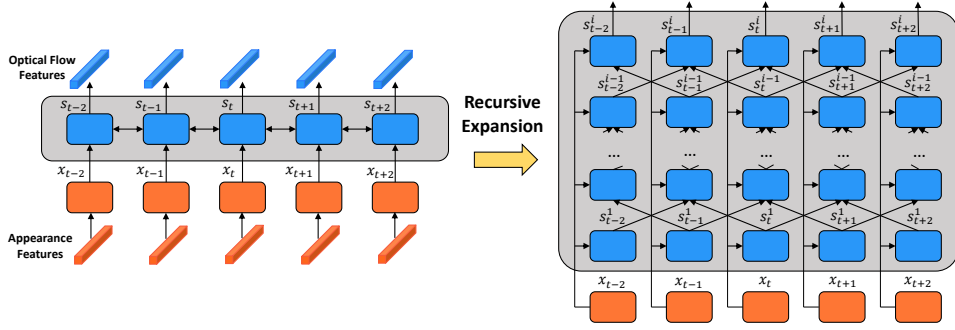 Optical Flow
Features
s_{t-2} s_{t-1} s_t s_{t+1} s_{t+2}
x_{t-2} x_{t-1} x_t x_{t+1} x_{t+2}
Appearance
Features
Recursive
Expansion
s^i_{t-2} s^i_{t-1} s^i_t s^i_{t+1} s^i_{t+2}
s^{i-1}_{t-2} s^{i-1}_{t-1} s^{i-1}_t s^{i-1}_{t+1} s^{i-1}_{t+2}
... ... ... ... ...
s^1_{t-2} s^1_{t-1} s^1_t s^1_{t+1} s^1_{t+2}
x_{t-2} x_{t-1} x_t x_{t+1} x_{t+2}